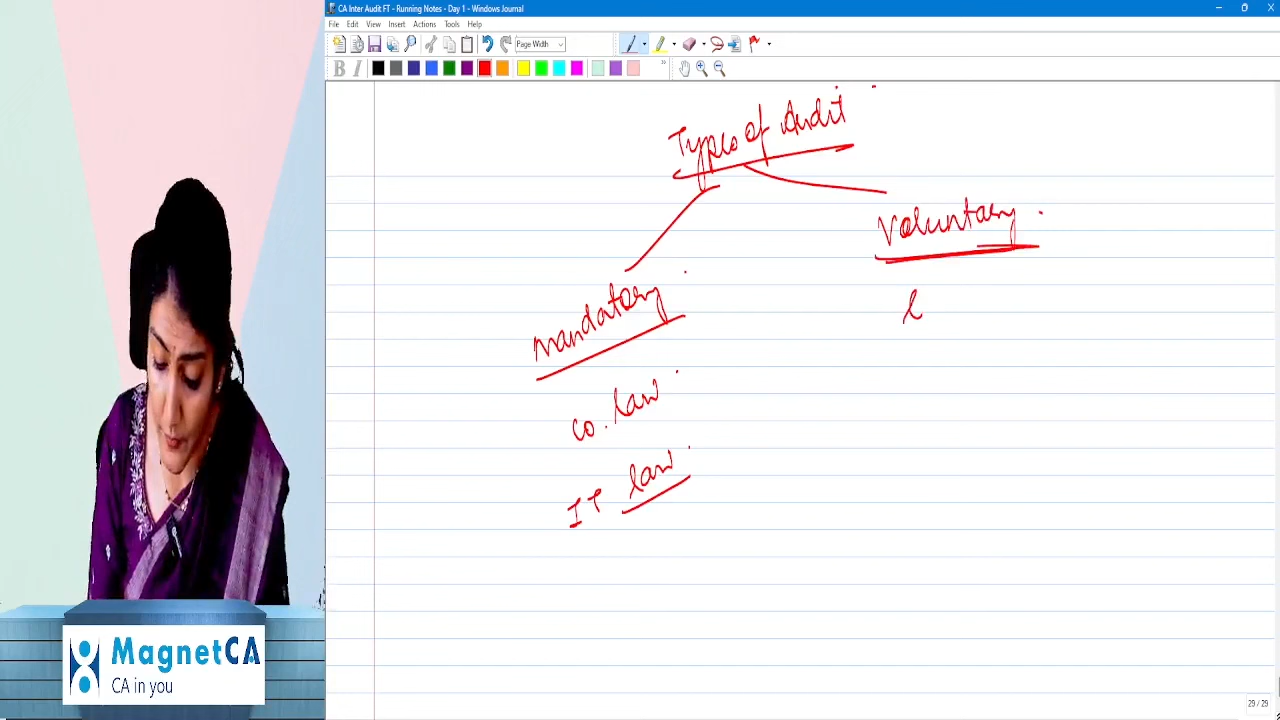 CA Inter Audit FT - Running Notes - Day 1 - Windows Journal
File Edit View Insert Actions Tools Help
Page Width
B I
Types of Audit
Voluntary
Mandatory
l
Co. law
IT law
MagnetCA
CA in you
29 / 29